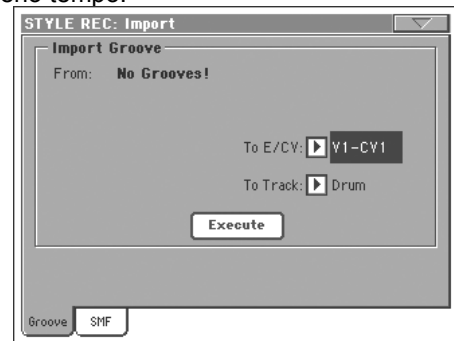 STYLE REC: Import
Import Groove
From: No Grooves!
To E/CV: V1-CV1
To Track: Drum
Execute
Groove SMF